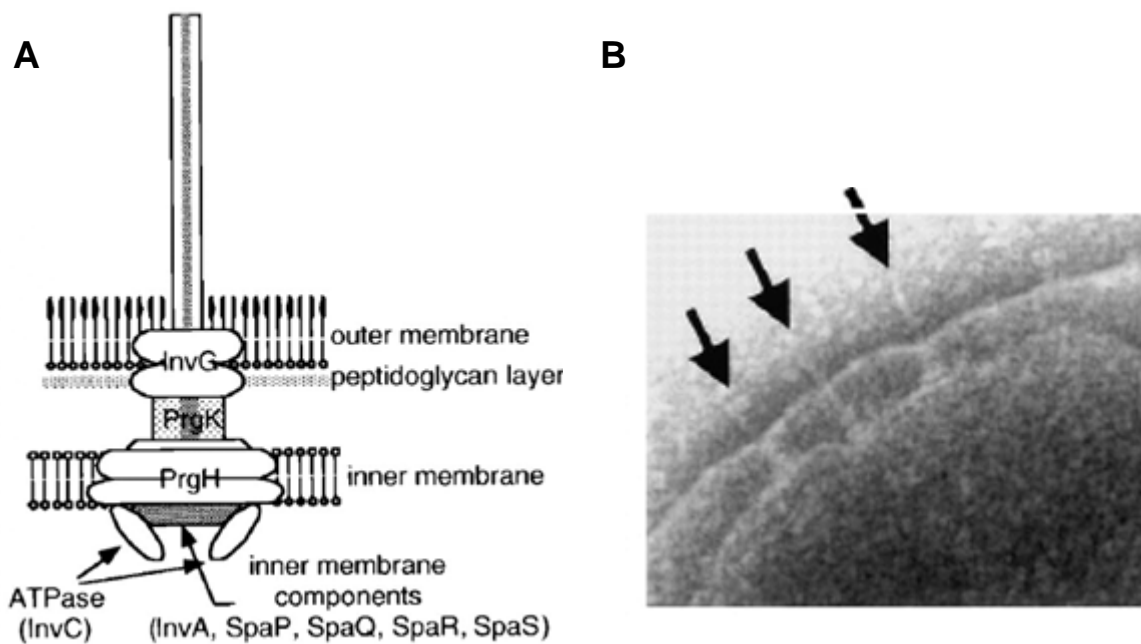 A
B
InvG
outer membrane
peptidoglycan layer
PrgK
PrgH
inner membrane
ATPase
(InvC)
inner membrane
components
(InvA, SpaP, SpaQ, SpaR, SpaS)